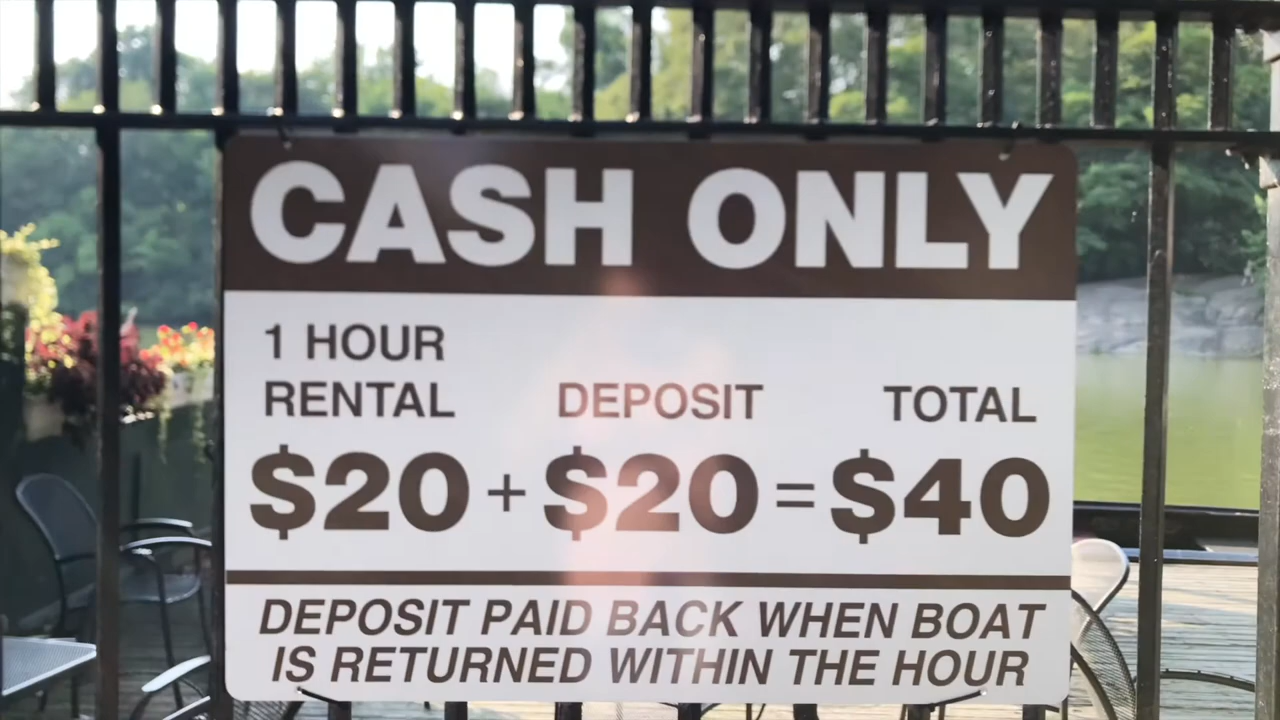 CASH ONLY
1 HOUR
RENTAL DEPOSIT TOTAL
$20 + $20 = $40
DEPOSIT PAID BACK WHEN BOAT
IS RETURNED WITHIN THE HOUR